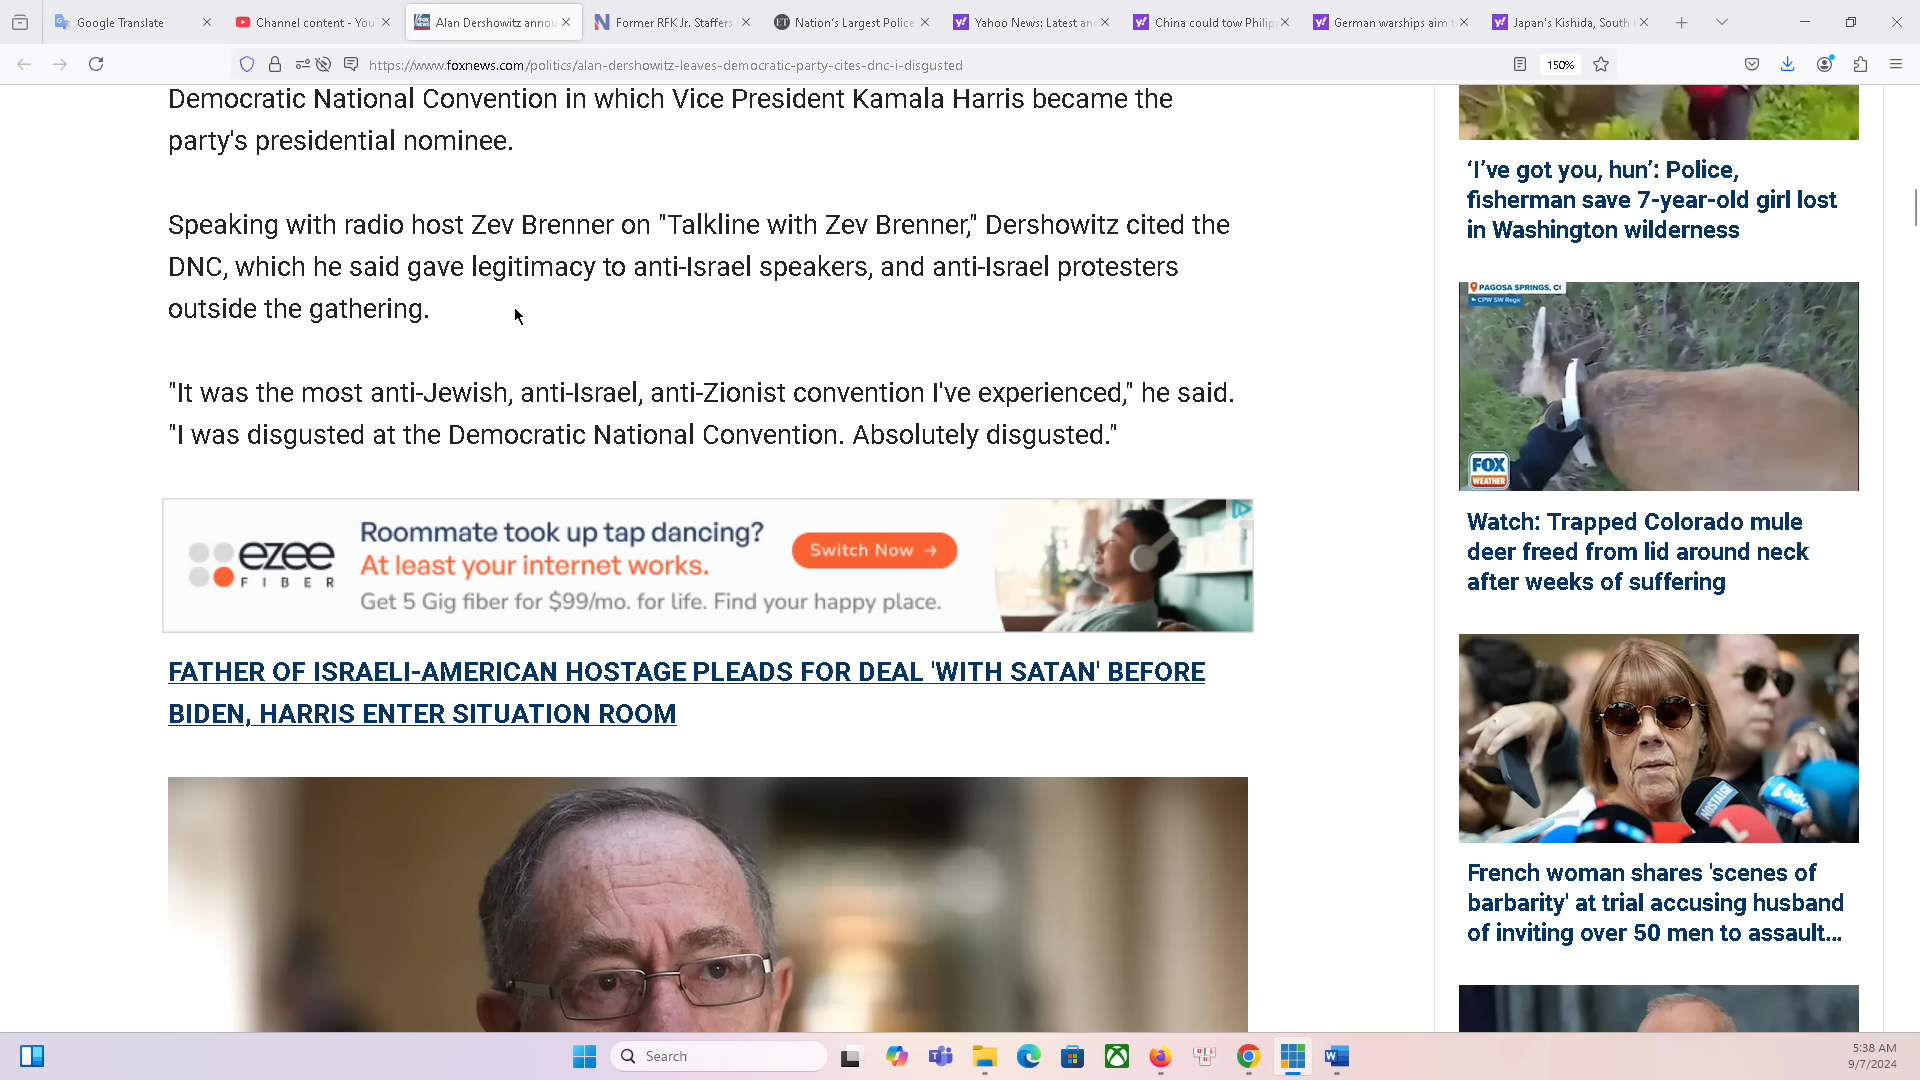 Google Translate
Channel content - You
Alan Dershowitz annou
Former RFK Jr. Staffers
Nation's Largest Police
Yahoo News: Latest an
China could tow Philip
German warships aim t
Japan's Kishida, South
https://www.foxnews.com/politics/alan-dershowitz-leaves-democratic-party-cites-dnc-i-disgusted
150%
Democratic National Convention in which Vice President Kamala Harris became the
party's presidential nominee.
Speaking with radio host Zev Brenner on "Talkline with Zev Brenner," Dershowitz cited the
DNC, which he said gave legitimacy to anti-Israel speakers, and anti-Israel protesters
outside the gathering.
"It was the most anti-Jewish, anti-Israel, anti-Zionist convention I've experienced," he said.
"I was disgusted at the Democratic National Convention. Absolutely disgusted."
ezee
FIBER
Roommate took up tap dancing?
At least your internet works.
Get 5 Gig fiber for $99/mo. for life. Find your happy place.
Switch Now →
FATHER OF ISRAELI-AMERICAN HOSTAGE PLEADS FOR DEAL 'WITH SATAN' BEFORE
BIDEN, HARRIS ENTER SITUATION ROOM
‘I’ve got you, hun’: Police,
fisherman save 7-year-old girl lost
in Washington wilderness
PAGOSA SPRINGS, CO
CPW SW Regi
FOX
WEATHER
Watch: Trapped Colorado mule
deer freed from lid around neck
after weeks of suffering
NOSTALGIE
French woman shares 'scenes of
barbarity' at trial accusing husband
of inviting over 50 men to assault...
Search
5:38 AM
9/7/2024